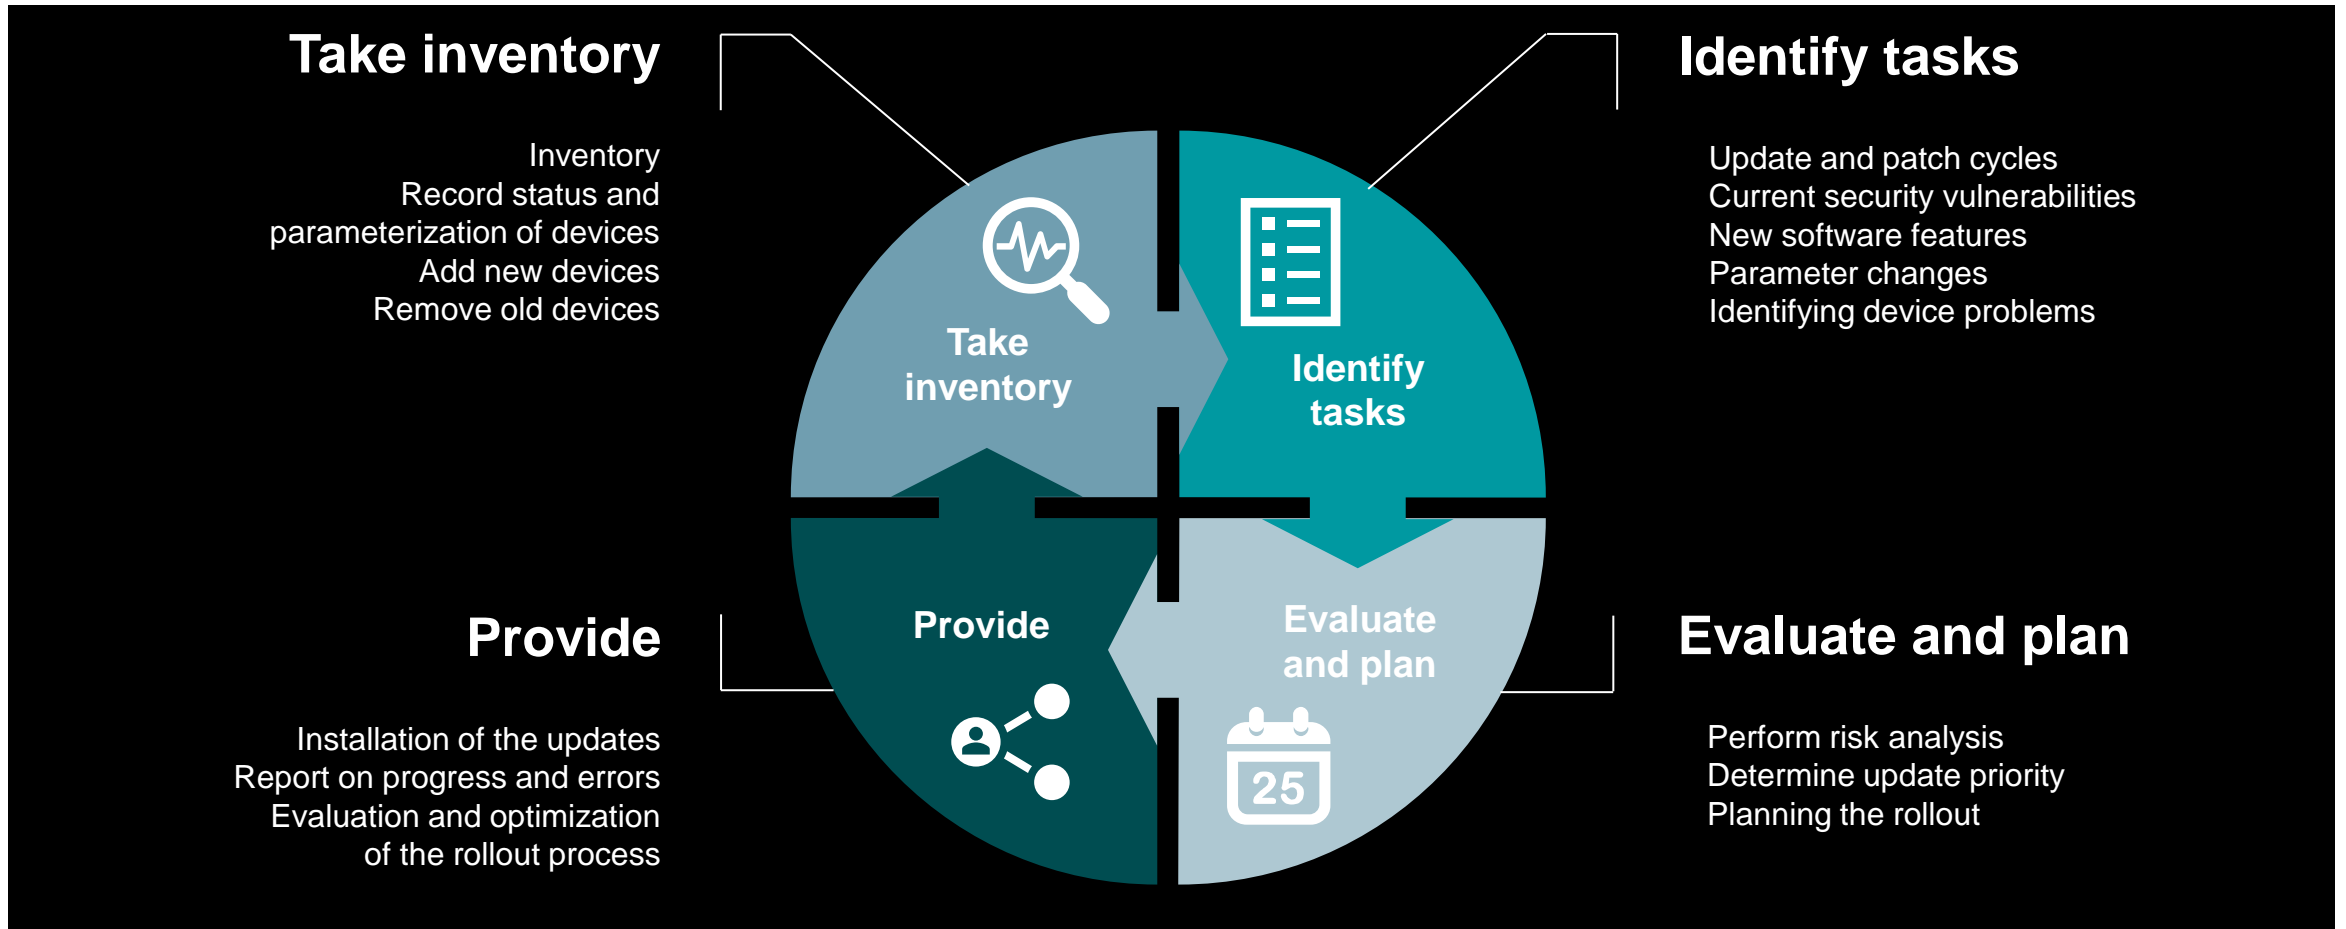 Take inventory
Inventory
Record status and
parameterization of devices
Add new devices
Remove old devices
Identify tasks
Update and patch cycles
Current security vulnerabilities
New software features
Parameter changes
Identifying device problems
Take
inventory
Identify
tasks
Provide
Evaluate
and plan
25
Provide
Installation of the updates
Report on progress and errors
Evaluation and optimization
of the rollout process
Evaluate and plan
Perform risk analysis
Determine update priority
Planning the rollout